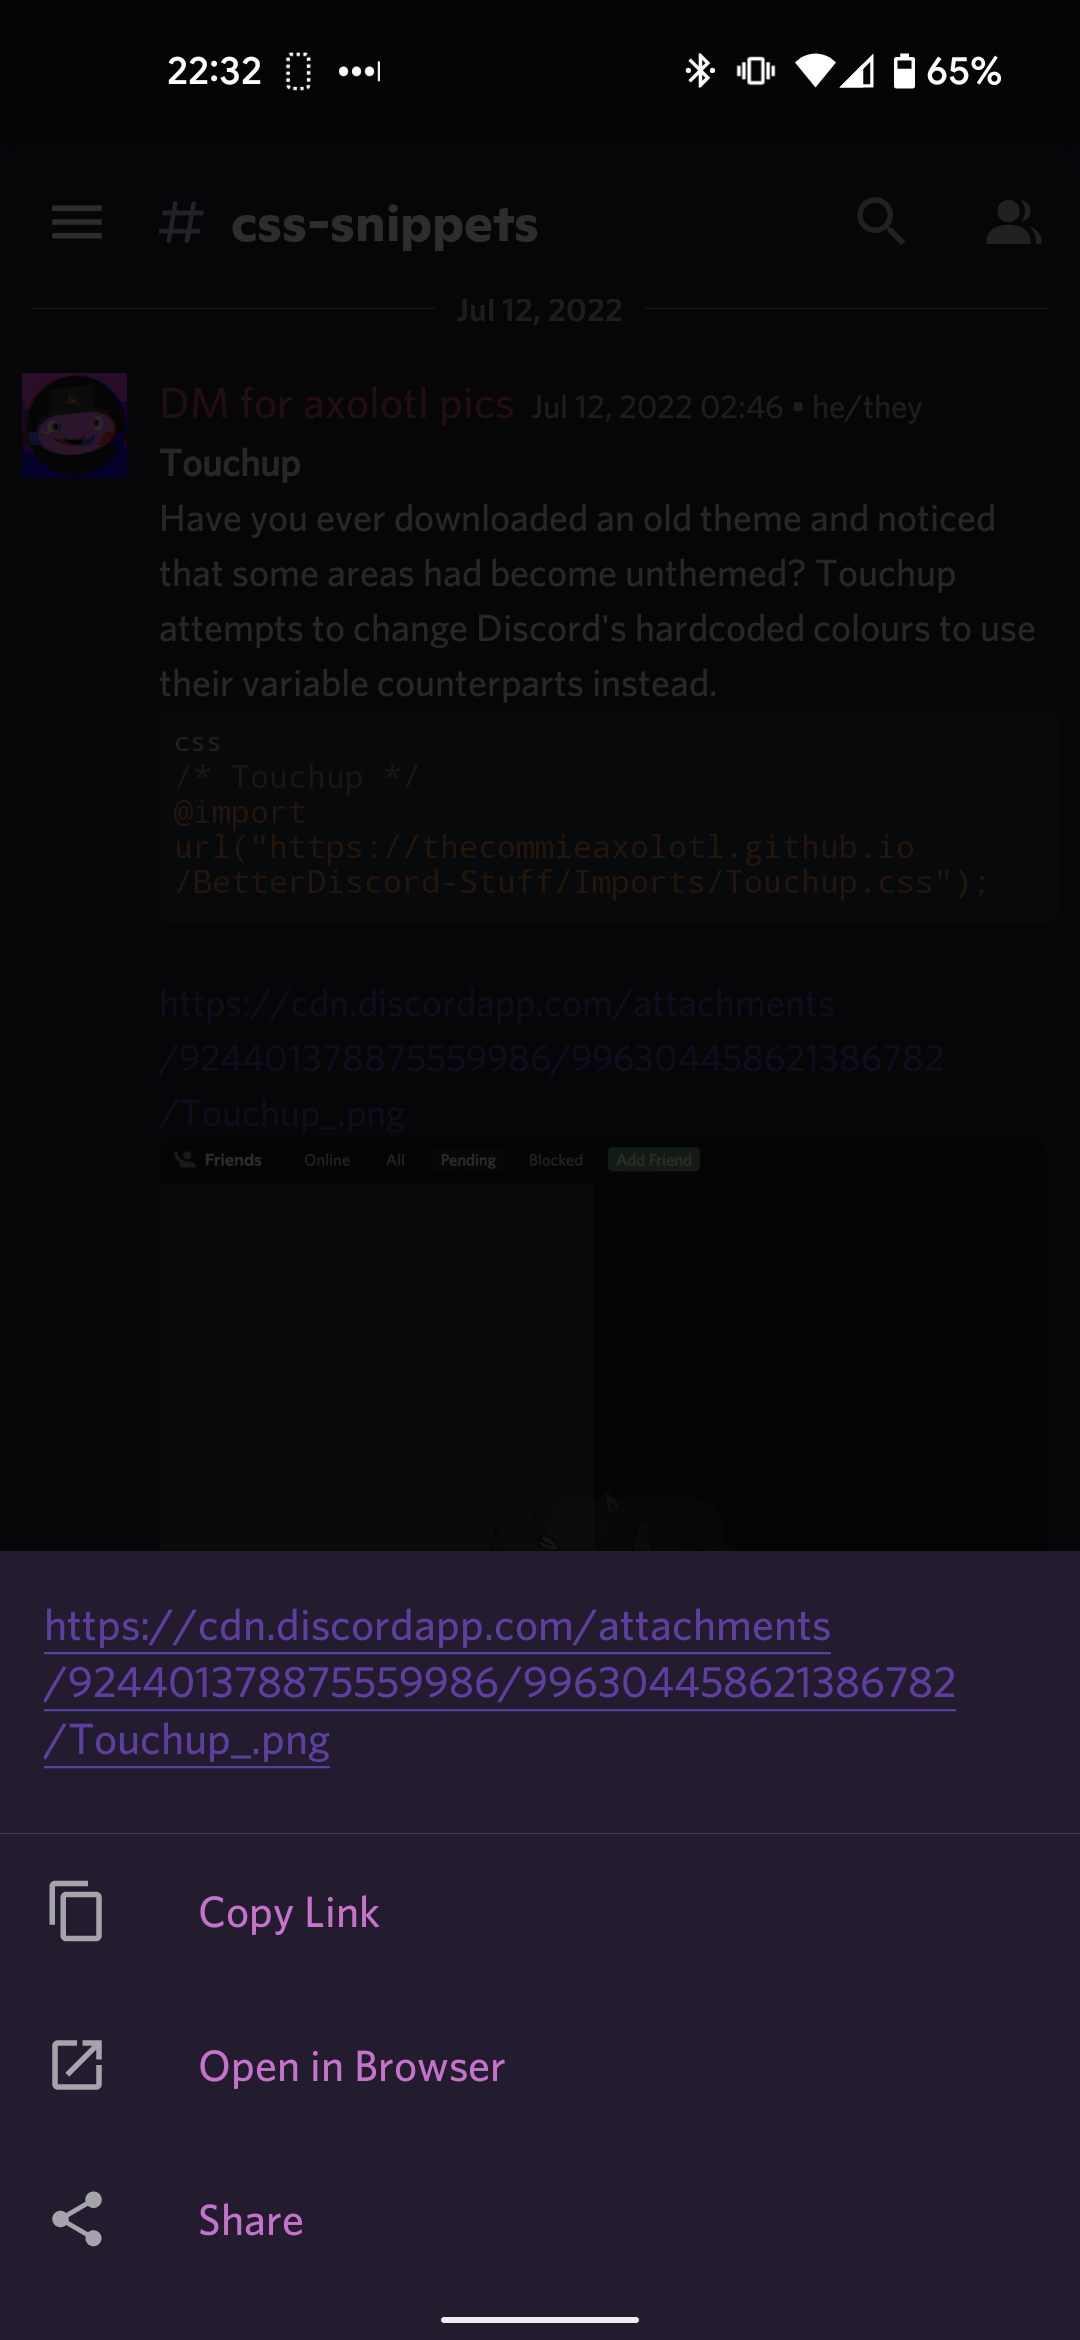 22:32
65%
# css-snippets
Jul 12, 2022
DM for axolotl pics Jul 12, 2022 02:46 • he/they
Touchup
Have you ever downloaded an old theme and noticed
that some areas had become unthemed? Touchup
attempts to change Discord's hardcoded colours to use
their variable counterparts instead.
css
/* Touchup */
@import
url("https://thecommieaxolotl.github.io
/BetterDiscord-Stuff/Imports/Touchup.css");
https://cdn.discordapp.com/attachments
/924401378875559986/996304458621386782
/Touchup_.png
Friends Online All Pending Blocked Add Friend
https://cdn.discordapp.com/attachments
/924401378875559986/996304458621386782
/Touchup_.png
Copy Link
Open in Browser
Share